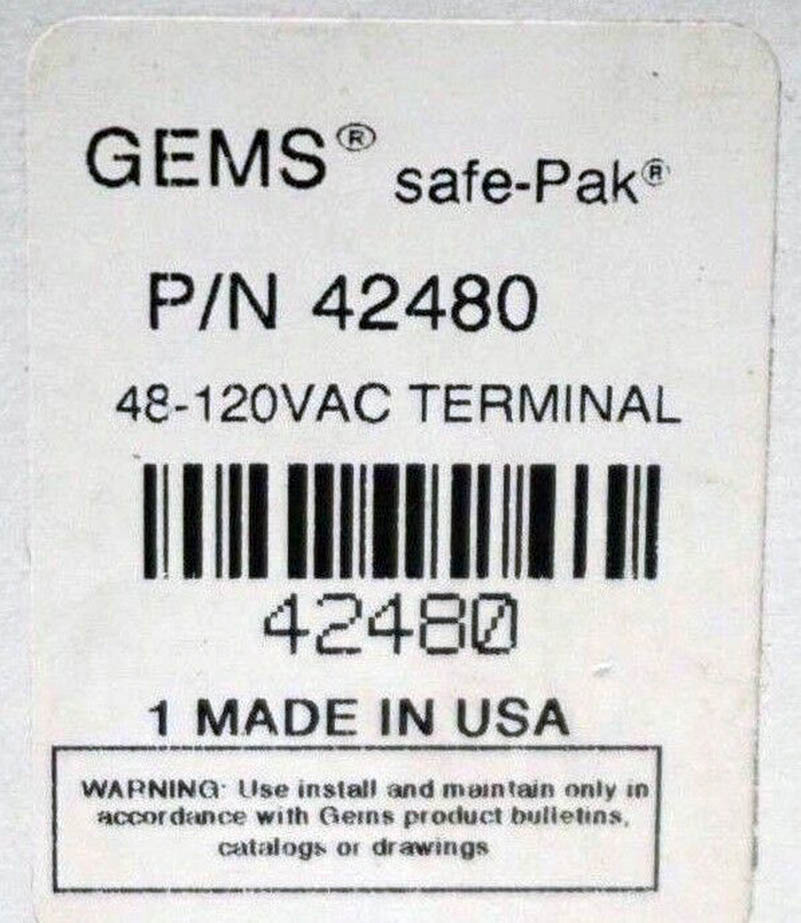 GEMS® safe-Pak®
P/N 42480
48-120VAC TERMINAL
42480
1 MADE IN USA
WARNING: Use install and maintain only in
accordance with Gems product bulletins,
catalogs or drawings